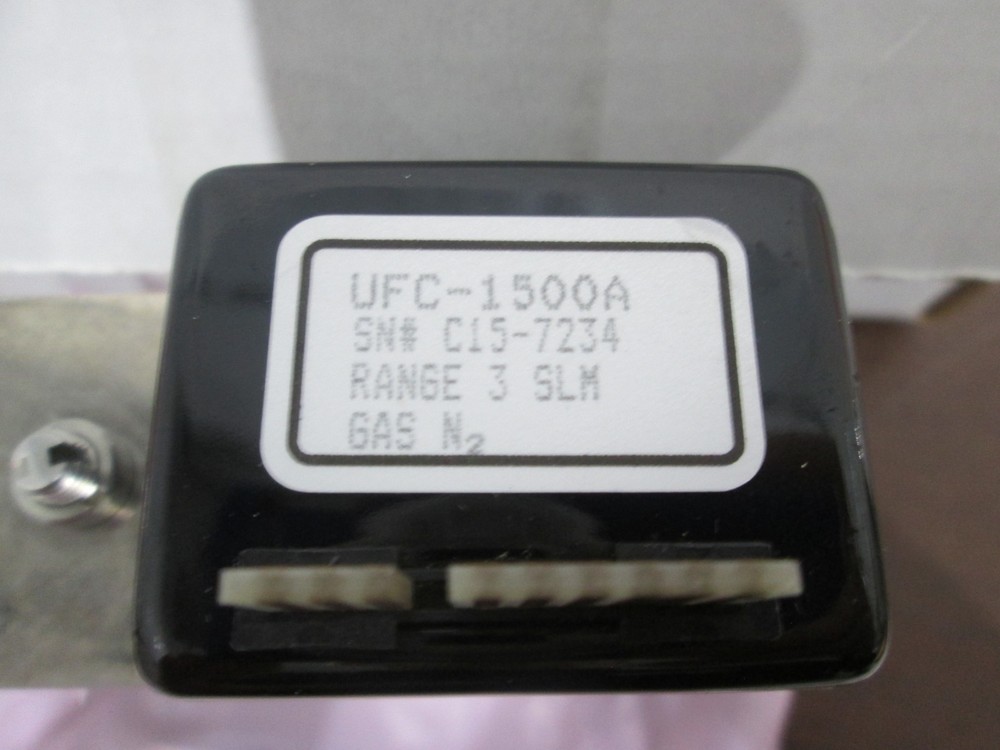 UFC-1500A
SN# C15-7234
RANGE 3 SLM
GAS N₂